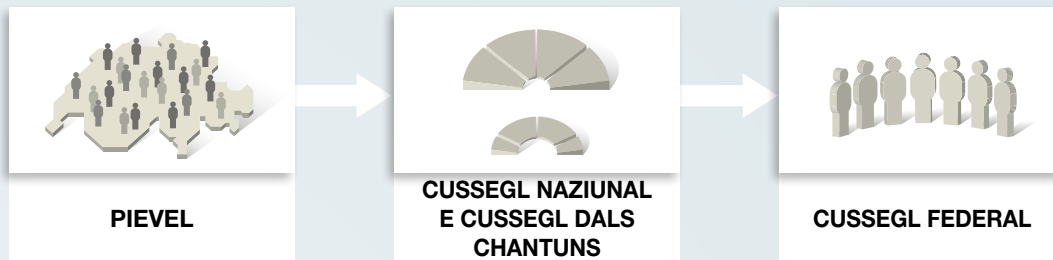 PIEVEL
CUSSEGL NAZIUNAL
E CUSSEGL DALS
CHANTUNS
CUSSEGL FEDERAL